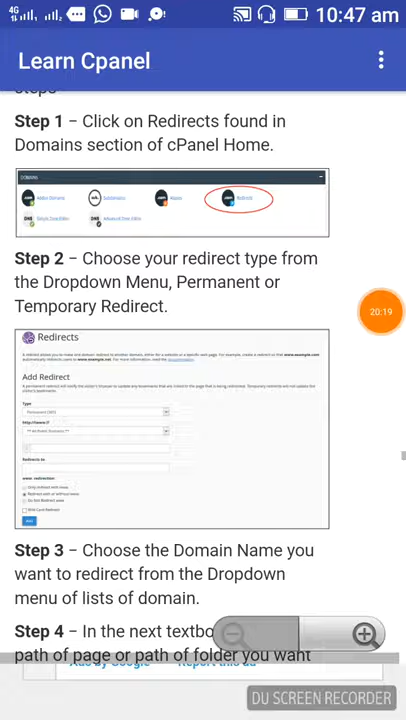 4G 10:47 am
Learn Cpanel
steps
Step 1 − Click on Redirects found in
Domains section of cPanel Home.
DOMAINS
Addon Domains Subdomains Aliases Redirects
Simple Zone Editor Advanced Zone Editor
Step 2 − Choose your redirect type from
the Dropdown Menu, Permanent or
Temporary Redirect.
20:19
Redirects
Add Redirect
Type
Permanent (301)
http://www.?
** All Public Domains **
/
Redirects to
www. redirection:
Only redirect with www.
Redirect with or without www.
Do Not Redirect www.
Wild Card Redirect
Add
Step 3 − Choose the Domain Name you
want to redirect from the Dropdown
menu of lists of domain.
Step 4 − In the next textbo
path of page or path of folder you want
Ads by Google Report this ad
DU SCREEN RECORDER